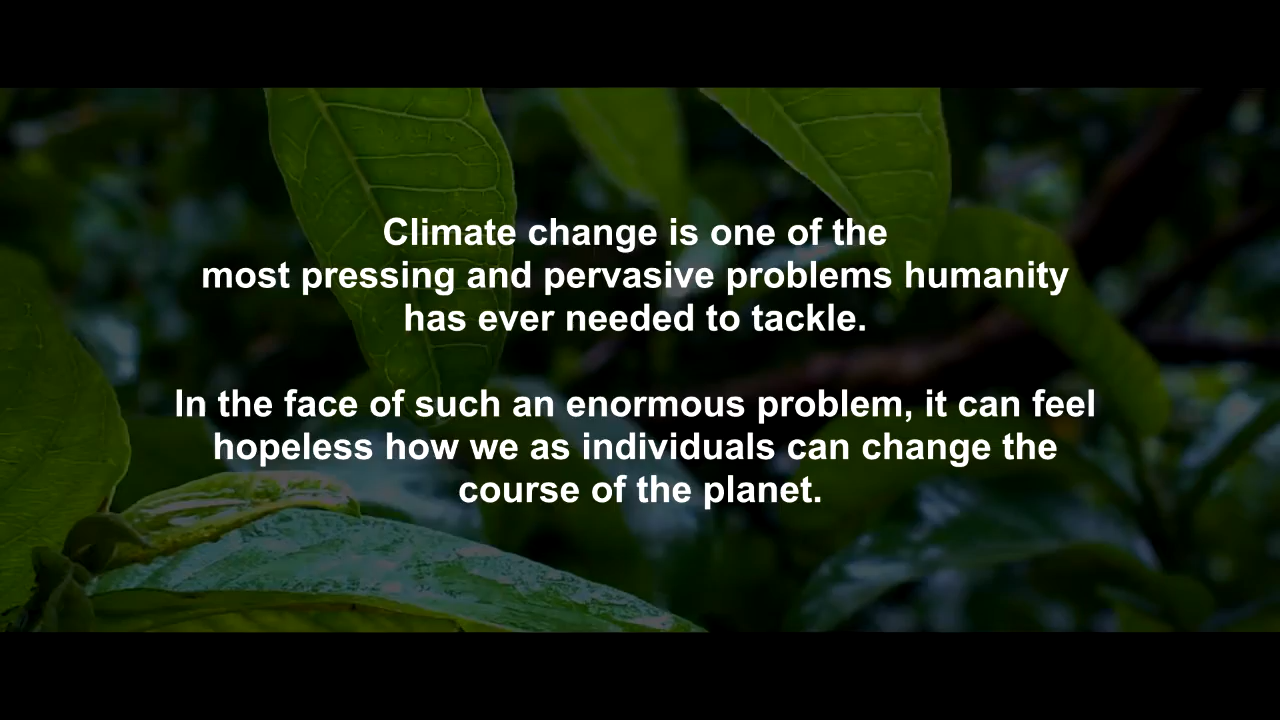 Climate change is one of the
most pressing and pervasive problems humanity
has ever needed to tackle.
In the face of such an enormous problem, it can feel
hopeless how we as individuals can change the
course of the planet.